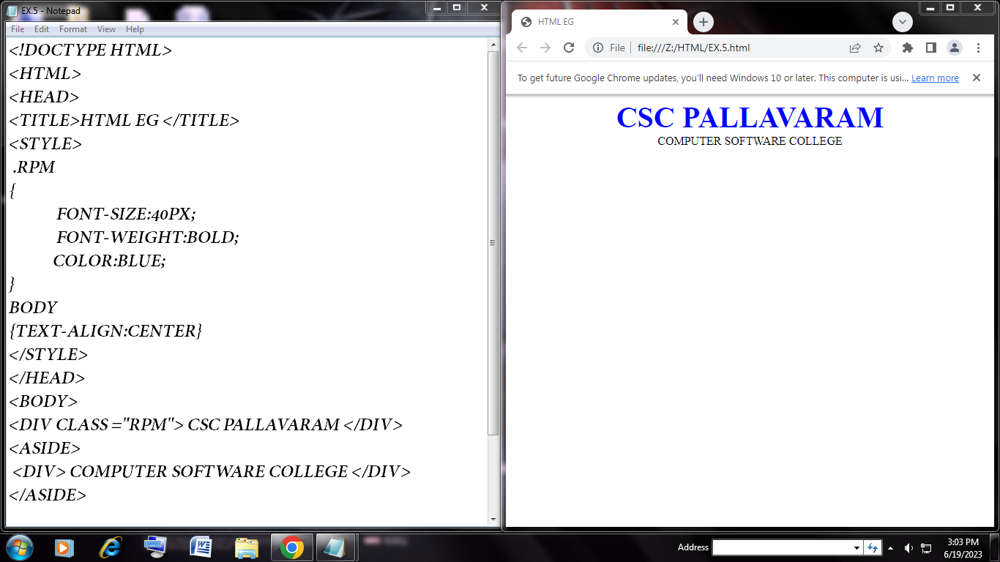 EX.5 - Notepad
File Edit Format View Help
<!DOCTYPE HTML>
<HTML>
<HEAD>
<TITLE>HTML EG </TITLE>
<STYLE>
.RPM
{
FONT-SIZE:40PX;
FONT-WEIGHT:BOLD;
COLOR:BLUE;
}
BODY
{TEXT-ALIGN:CENTER}
</STYLE>
</HEAD>
<BODY>
<DIV CLASS ="RPM"> CSC PALLAVARAM </DIV>
<ASIDE>
<DIV> COMPUTER SOFTWARE COLLEGE </DIV>
</ASIDE>
HTML EG
File file:///Z:/HTML/EX.5.html
To get future Google Chrome updates, you'll need Windows 10 or later. This computer is usi... Learn more
CSC PALLAVARAM
COMPUTER SOFTWARE COLLEGE
Address
3:03 PM
6/19/2023